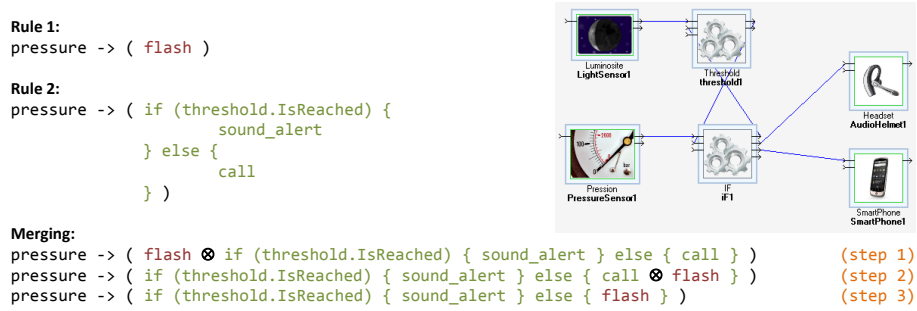 Rule 1:
pressure -> ( flash )
Rule 2:
pressure -> ( if (threshold.IsReached) {
sound_alert
} else {
call
} )
Luminosite
LightSensor1
Threshold
threshold1
Headset
AudioHelmet1
Pression
PressureSensor1
IF
iF1
SmartPhone
SmartPhone1
Merging:
pressure -> ( flash ⊗ if (threshold.IsReached) { sound_alert } else { call } ) (step 1)
pressure -> ( if (threshold.IsReached) { sound_alert } else { call ⊗ flash } ) (step 2)
pressure -> ( if (threshold.IsReached) { sound_alert } else { flash } ) (step 3)